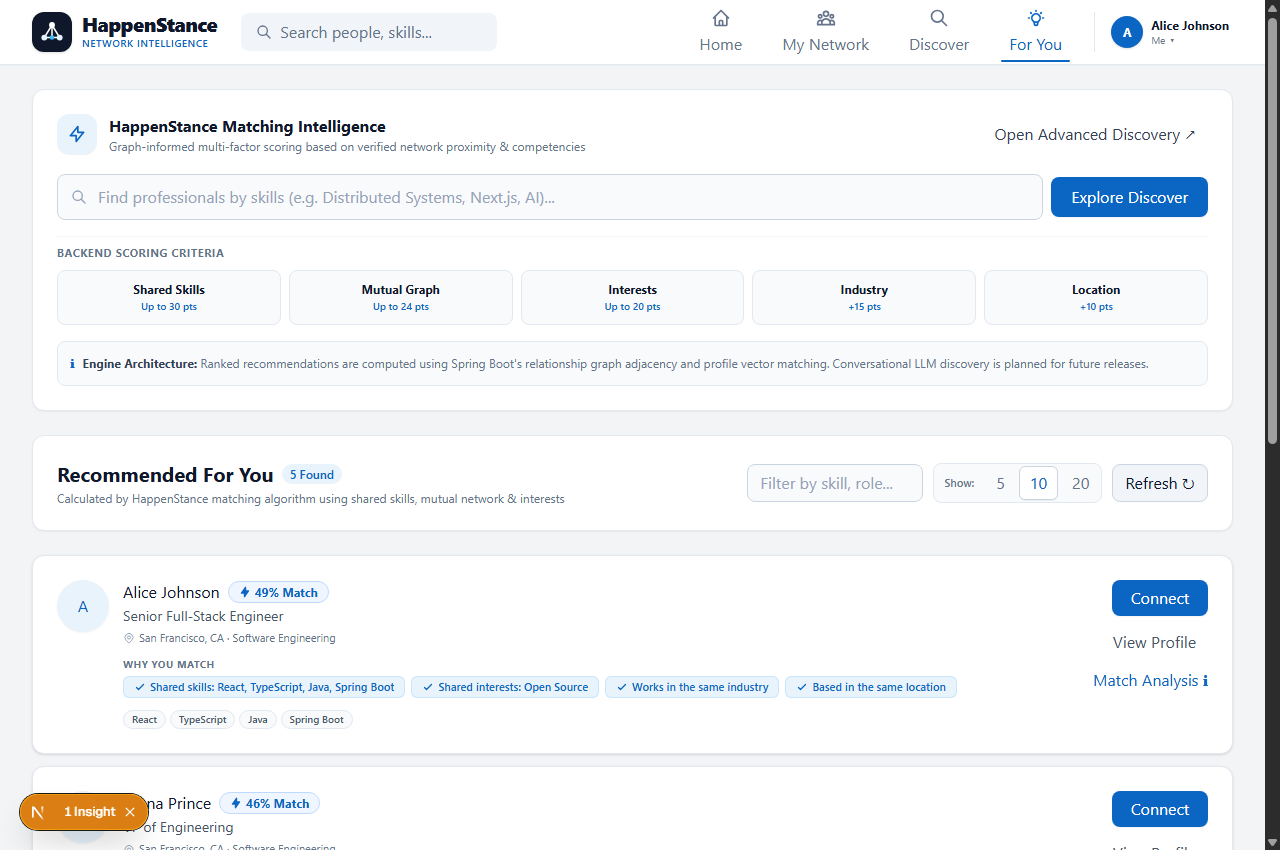 HappenStance
NETWORK INTELLIGENCE
Search people, skills...
Home
My Network
Discover
For You
A
Alice Johnson
Me ▾
HappenStance Matching Intelligence
Graph-informed multi-factor scoring based on verified network proximity & competencies
Open Advanced Discovery ↗
Find professionals by skills (e.g. Distributed Systems, Next.js, AI)...
Explore Discover
BACKEND SCORING CRITERIA
Shared Skills
Up to 30 pts
Mutual Graph
Up to 24 pts
Interests
Up to 20 pts
Industry
+15 pts
Location
+10 pts
ℹ Engine Architecture: Ranked recommendations are computed using Spring Boot's relationship graph adjacency and profile vector matching. Conversational LLM discovery is planned for future releases.
Recommended For You
5 Found
Calculated by HappenStance matching algorithm using shared skills, mutual network & interests
Filter by skill, role...
Show: 5 10 20
Refresh ↻
A
Alice Johnson
49% Match
Senior Full-Stack Engineer
San Francisco, CA · Software Engineering
WHY YOU MATCH
✓ Shared skills: React, TypeScript, Java, Spring Boot
✓ Shared interests: Open Source
✓ Works in the same industry
✓ Based in the same location
React
TypeScript
Java
Spring Boot
Connect
View Profile
Match Analysis ℹ
Prince
46% Match
of Engineering
San Francisco, CA · Software Engineering
Connect
View Profile
N 1 Insight ×